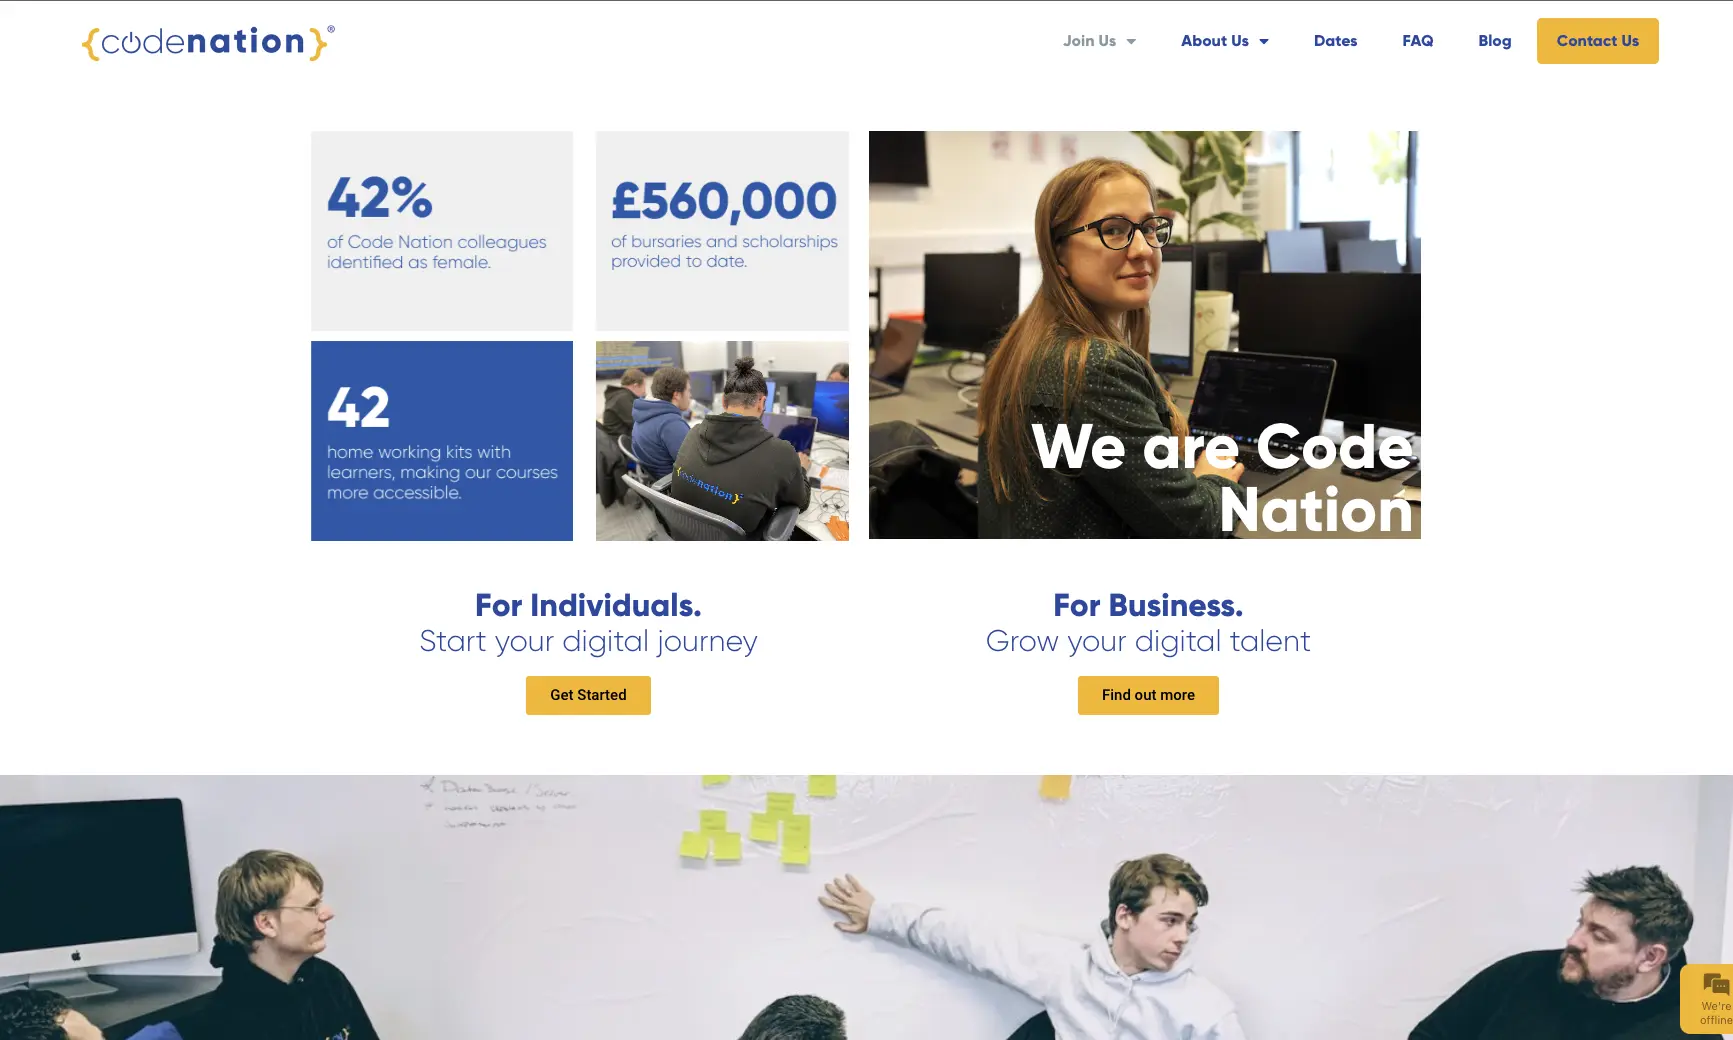 {codenation}®
Join Us
About Us
Dates
FAQ
Blog
Contact Us
42%
of Code Nation colleagues
identified as female.
£560,000
of bursaries and scholarships
provided to date.
42
home working kits with
learners, making our courses
more accessible.
{codenation}
We are Code
Nation
For Individuals.
Start your digital journey
Get Started
For Business.
Grow your digital talent
Find out more
We're
offline